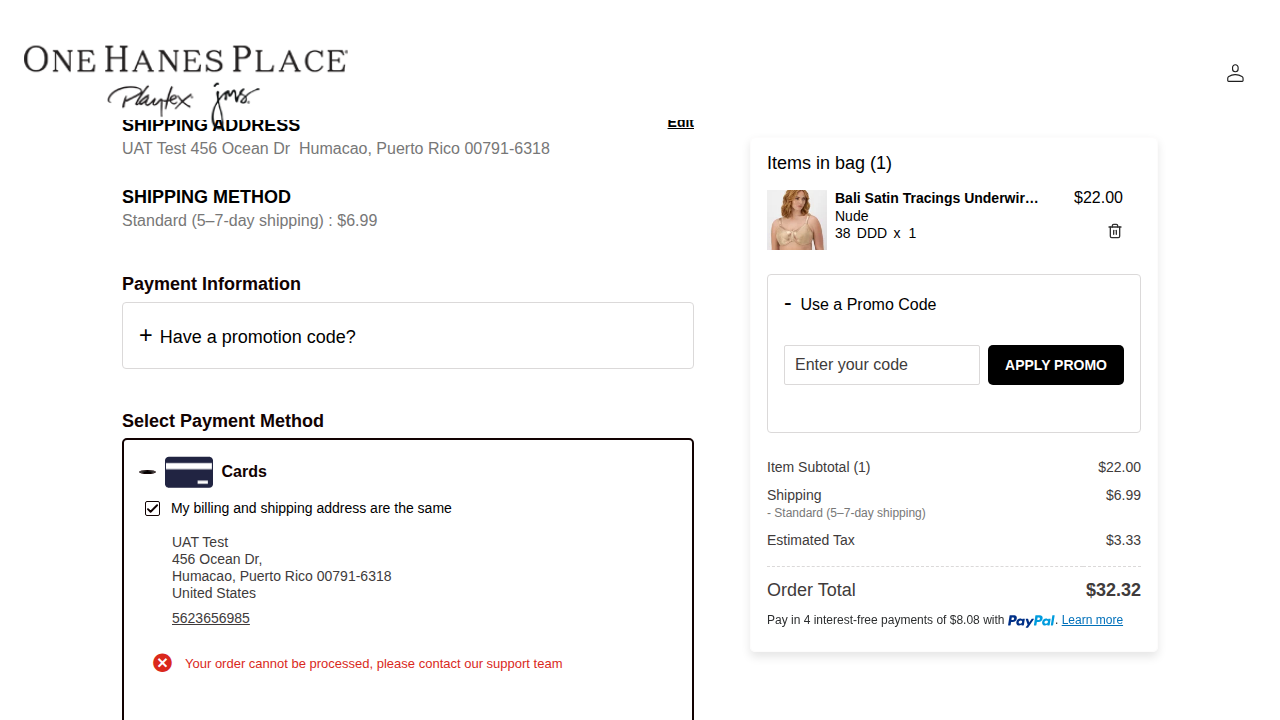 ONE HANES PLACE
Playtex jms.
SHIPPING ADDRESS
Edit
UAT Test 456 Ocean Dr  Humacao, Puerto Rico 00791-6318
SHIPPING METHOD
Standard (5–7-day shipping) : $6.99
Payment Information
+ Have a promotion code?
Select Payment Method
Cards
My billing and shipping address are the same
UAT Test
456 Ocean Dr,
Humacao, Puerto Rico 00791-6318
United States
5623656985
Your order cannot be processed, please contact our support team
Items in bag (1)
Bali Satin Tracings Underwir... $22.00
Nude
38 DDD x 1
- Use a Promo Code
Enter your code APPLY PROMO
Item Subtotal (1) $22.00
Shipping $6.99
- Standard (5–7-day shipping)
Estimated Tax $3.33
Order Total $32.32
Pay in 4 interest-free payments of $8.08 with PayPal. Learn more